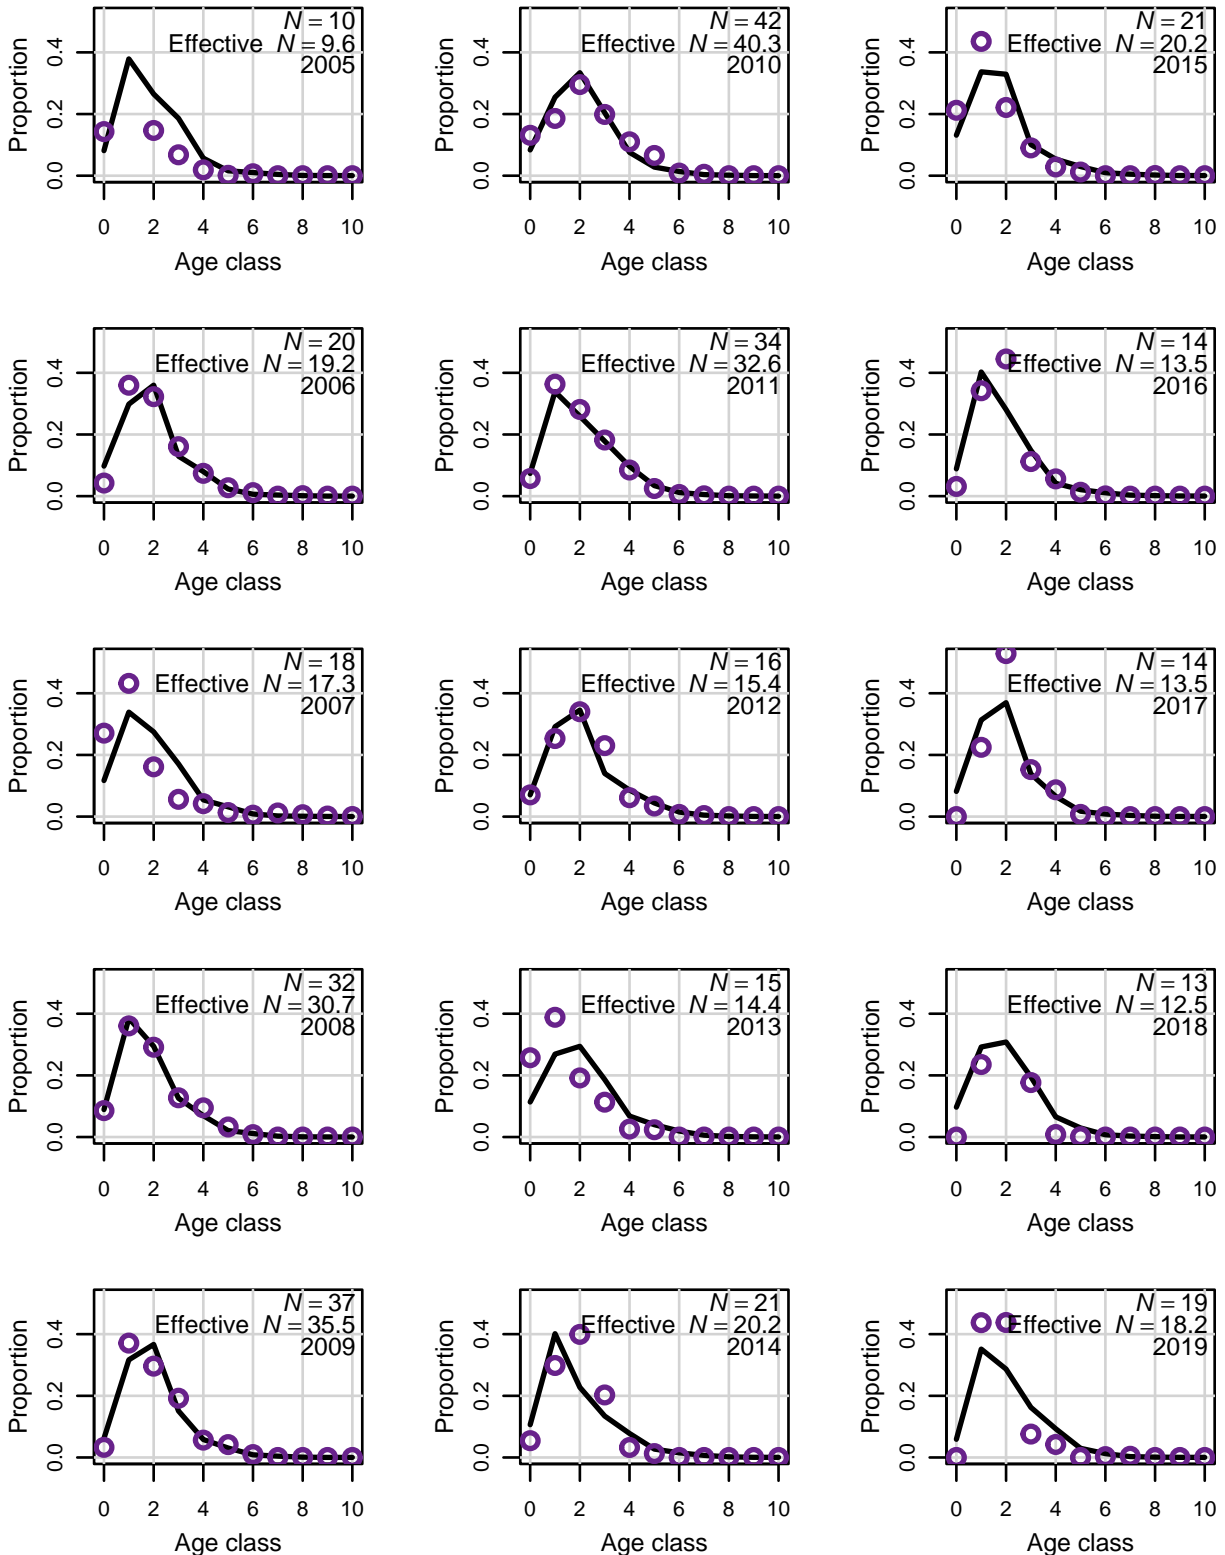 N = 10
Effective N = 9.6
2005
Proportion
0.0 0.2 0.4
0 2 4 6 8 10
Age class
N = 42
Effective N = 40.3
2010
Proportion
0.0 0.2 0.4
0 2 4 6 8 10
Age class
N = 21
Effective N = 20.2
2015
Proportion
0.0 0.2 0.4
0 2 4 6 8 10
Age class
N = 20
Effective N = 19.2
2006
Proportion
0.0 0.2 0.4
0 2 4 6 8 10
Age class
N = 34
Effective N = 32.6
2011
Proportion
0.0 0.2 0.4
0 2 4 6 8 10
Age class
N = 14
Effective N = 13.5
2016
Proportion
0.0 0.2 0.4
0 2 4 6 8 10
Age class
N = 18
Effective N = 17.3
2007
Proportion
0.0 0.2 0.4
0 2 4 6 8 10
Age class
N = 16
Effective N = 15.4
2012
Proportion
0.0 0.2 0.4
0 2 4 6 8 10
Age class
N = 14
Effective N = 13.5
2017
Proportion
0.0 0.2 0.4
0 2 4 6 8 10
Age class
N = 32
Effective N = 30.7
2008
Proportion
0.0 0.2 0.4
0 2 4 6 8 10
Age class
N = 15
Effective N = 14.4
2013
Proportion
0.0 0.2 0.4
0 2 4 6 8 10
Age class
N = 13
Effective N = 12.5
2018
Proportion
0.0 0.2 0.4
0 2 4 6 8 10
Age class
N = 37
Effective N = 35.5
2009
Proportion
0.0 0.2 0.4
0 2 4 6 8 10
Age class
N = 21
Effective N = 20.2
2014
Proportion
0.0 0.2 0.4
0 2 4 6 8 10
Age class
N = 19
Effective N = 18.2
2019
Proportion
0.0 0.2 0.4
0 2 4 6 8 10
Age class